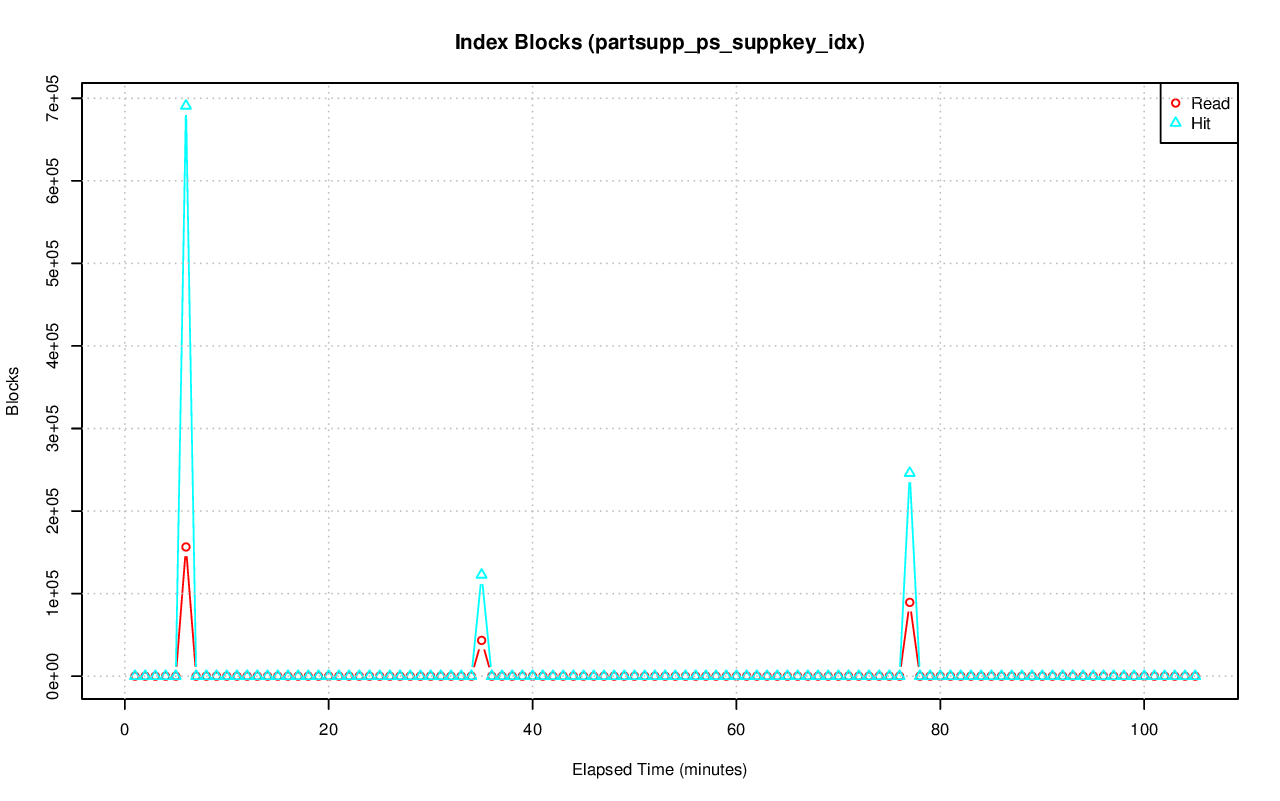 Index Blocks (partsupp_ps_suppkey_idx)
Read
Hit
Blocks
7e+05
6e+05
5e+05
4e+05
3e+05
2e+05
1e+05
0e+00
0 20 40 60 80 100
Elapsed Time (minutes)